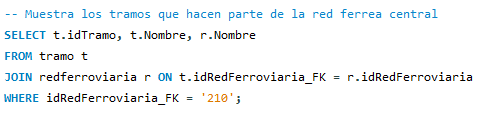 -- Muestra los tramos que hacen parte de la red ferrea central
SELECT t.idTramo, t.Nombre, r.Nombre
FROM tramo t
JOIN redferroviaria r ON t.idRedFerroviaria_FK = r.idRedFerroviaria
WHERE idRedFerroviaria_FK = '210';